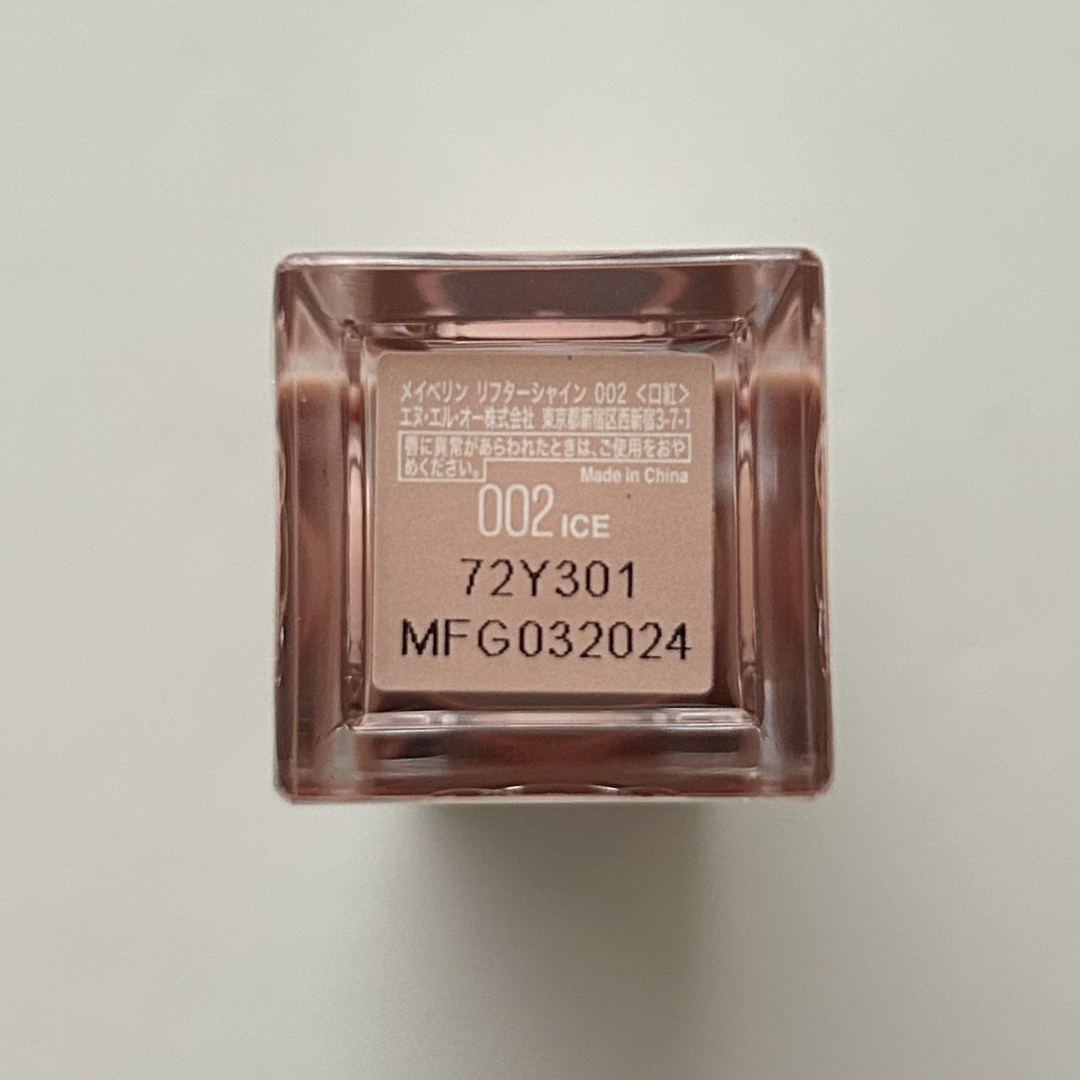 メイベリン リフターシャイン 002 <口紅>
エヌ・エル・オー株式会社 東京都新宿区西新宿3-7-1
唇に異常があらわれたときは、ご使用をおや
めください。
Made in China
002 ICE
72Y301
MFG032024